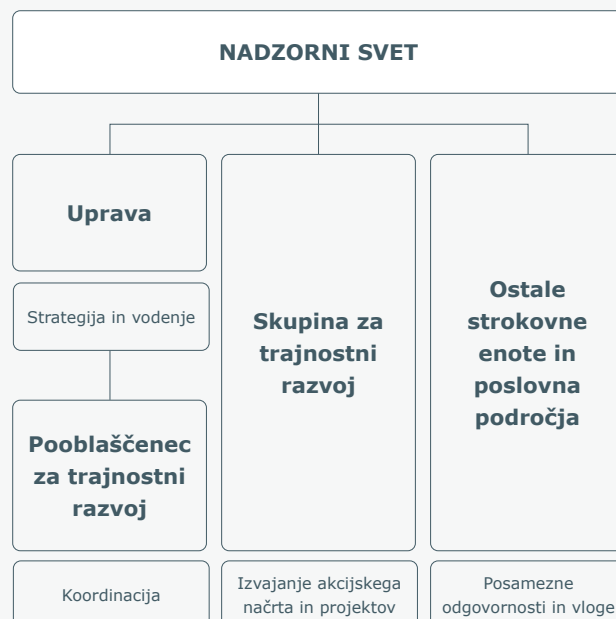 NADZORNI SVET
Uprava
Strategija in vodenje
Pooblaščenec
za trajnostni
razvoj
Koordinacija
Skupina za
trajnostni
razvoj
Izvajanje akcijskega
načrta in projektov
Ostale
strokovne
enote in
poslovna
področja
Posamezne
odgovornosti in vloge